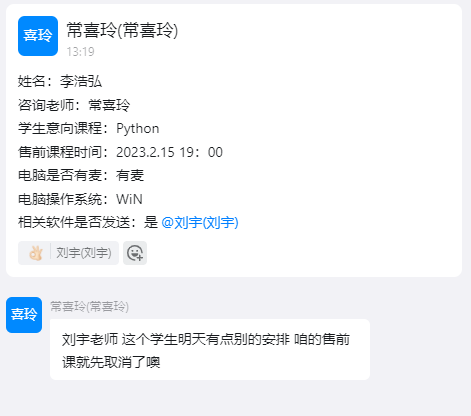 喜玲
常喜玲(常喜玲)
13:19
姓名：李浩弘
咨询老师：常喜玲
学生意向课程：Python
售前课程时间：2023.2.15 19：00
电脑是否有麦：有麦
电脑操作系统：WiN
相关软件是否发送：是 @刘宇(刘宇)
刘宇(刘宇)
喜玲
常喜玲(常喜玲)
刘宇老师 这个学生明天有点别的安排 咱的售前
课就先取消了噢